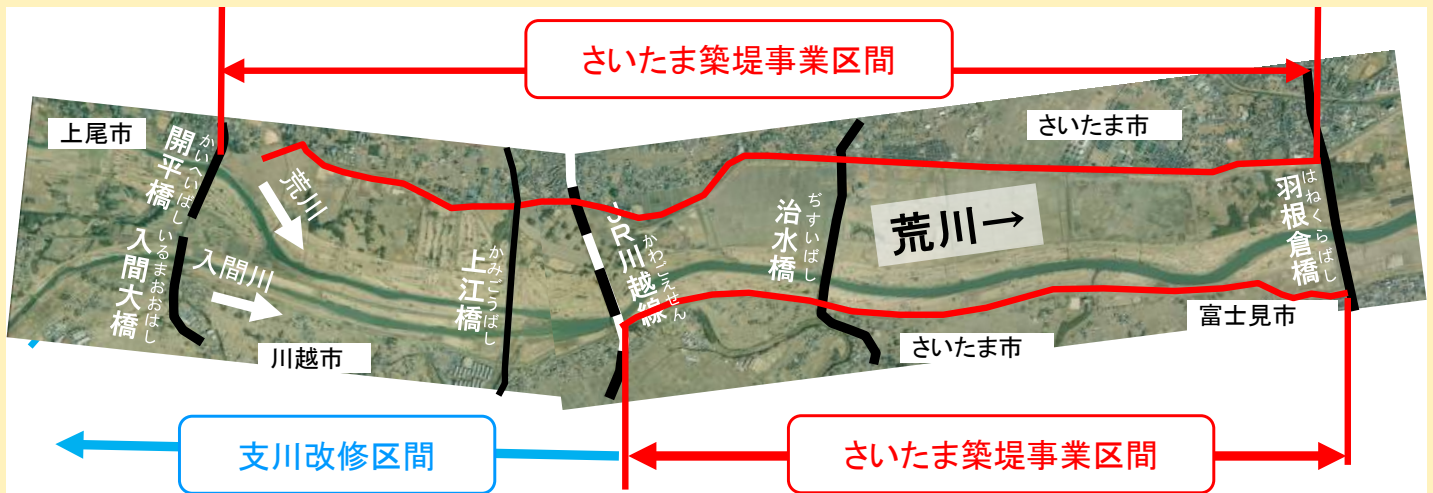 さいたま築堤事業区間
上尾市
開平橋
かいへいばし
荒川
入間大橋
いるまおおはし
入間川
川越市
上江橋
かみごうばし
JR川越線
かわごえせん
治水橋
ぢすいばし
荒川→
さいたま市
羽根倉橋
はねくらばし
富士見市
さいたま市
支川改修区間
さいたま築堤事業区間